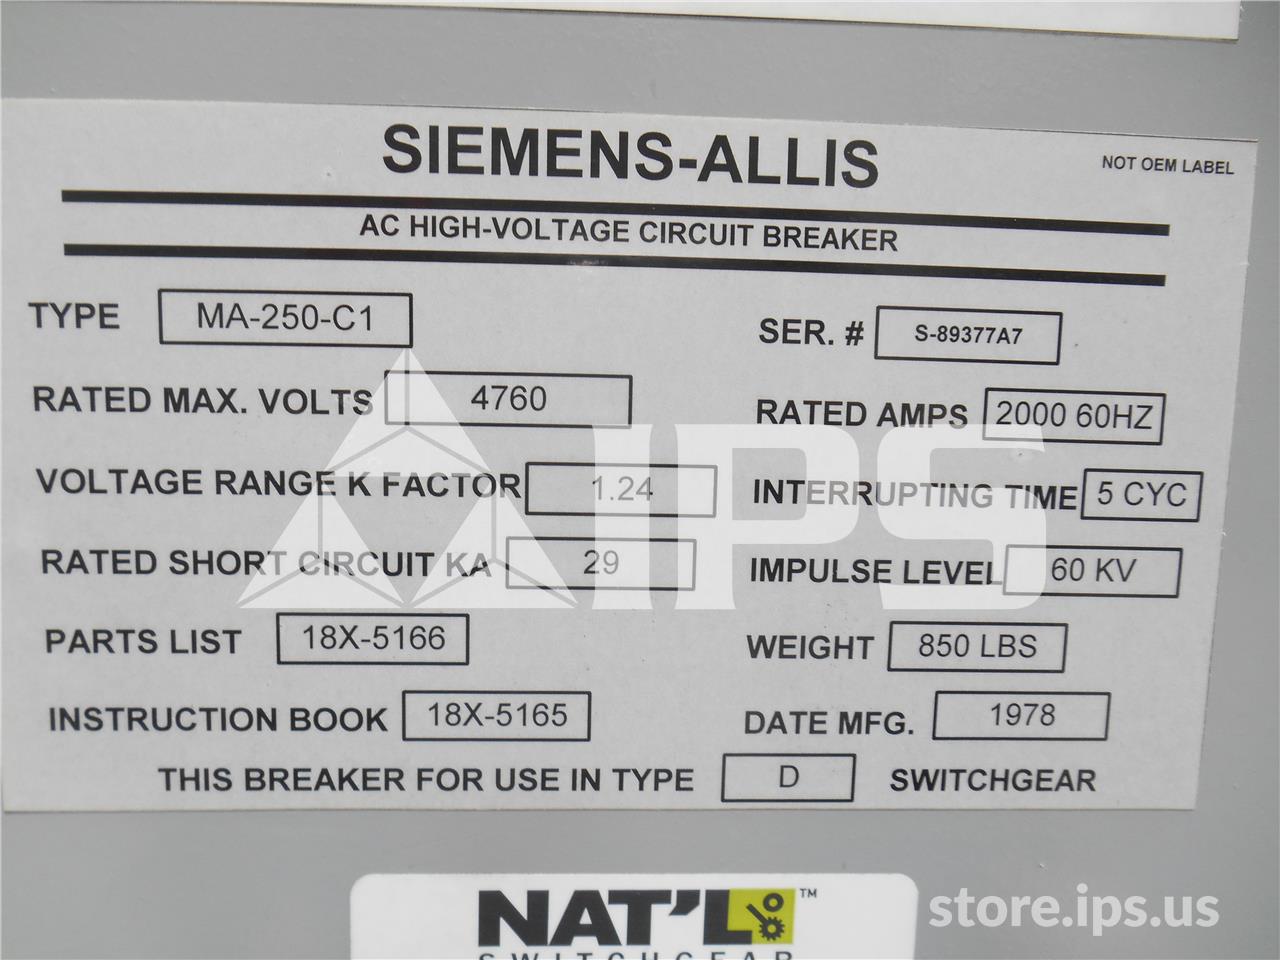 SIEMENS-ALLIS
NOT OEM LABEL
AC HIGH-VOLTAGE CIRCUIT BREAKER
TYPE MA-250-C1 SER. # S-89377A7
RATED MAX. VOLTS 4760 RATED AMPS 2000 60HZ
VOLTAGE RANGE K FACTOR 1.24 INTERRUPTING TIME 5 CYC
RATED SHORT CIRCUIT KA 29 IMPULSE LEVEL 60 KV
PARTS LIST 18X-5166 WEIGHT 850 LBS
INSTRUCTION BOOK 18X-5165 DATE MFG. 1978
THIS BREAKER FOR USE IN TYPE D SWITCHGEAR
IPS
NAT'L ™
SWITCHGEAR
store.ips.us